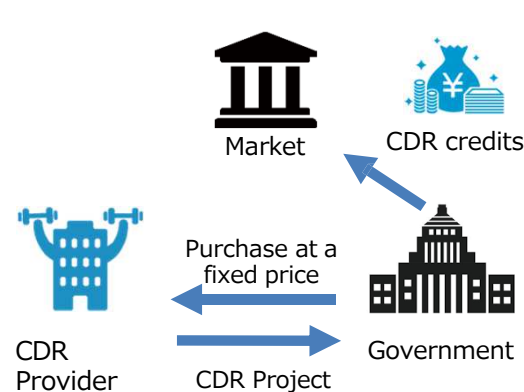 Market
CDR credits
¥
Purchase at a
fixed price
CDR
Provider
CDR Project
Government